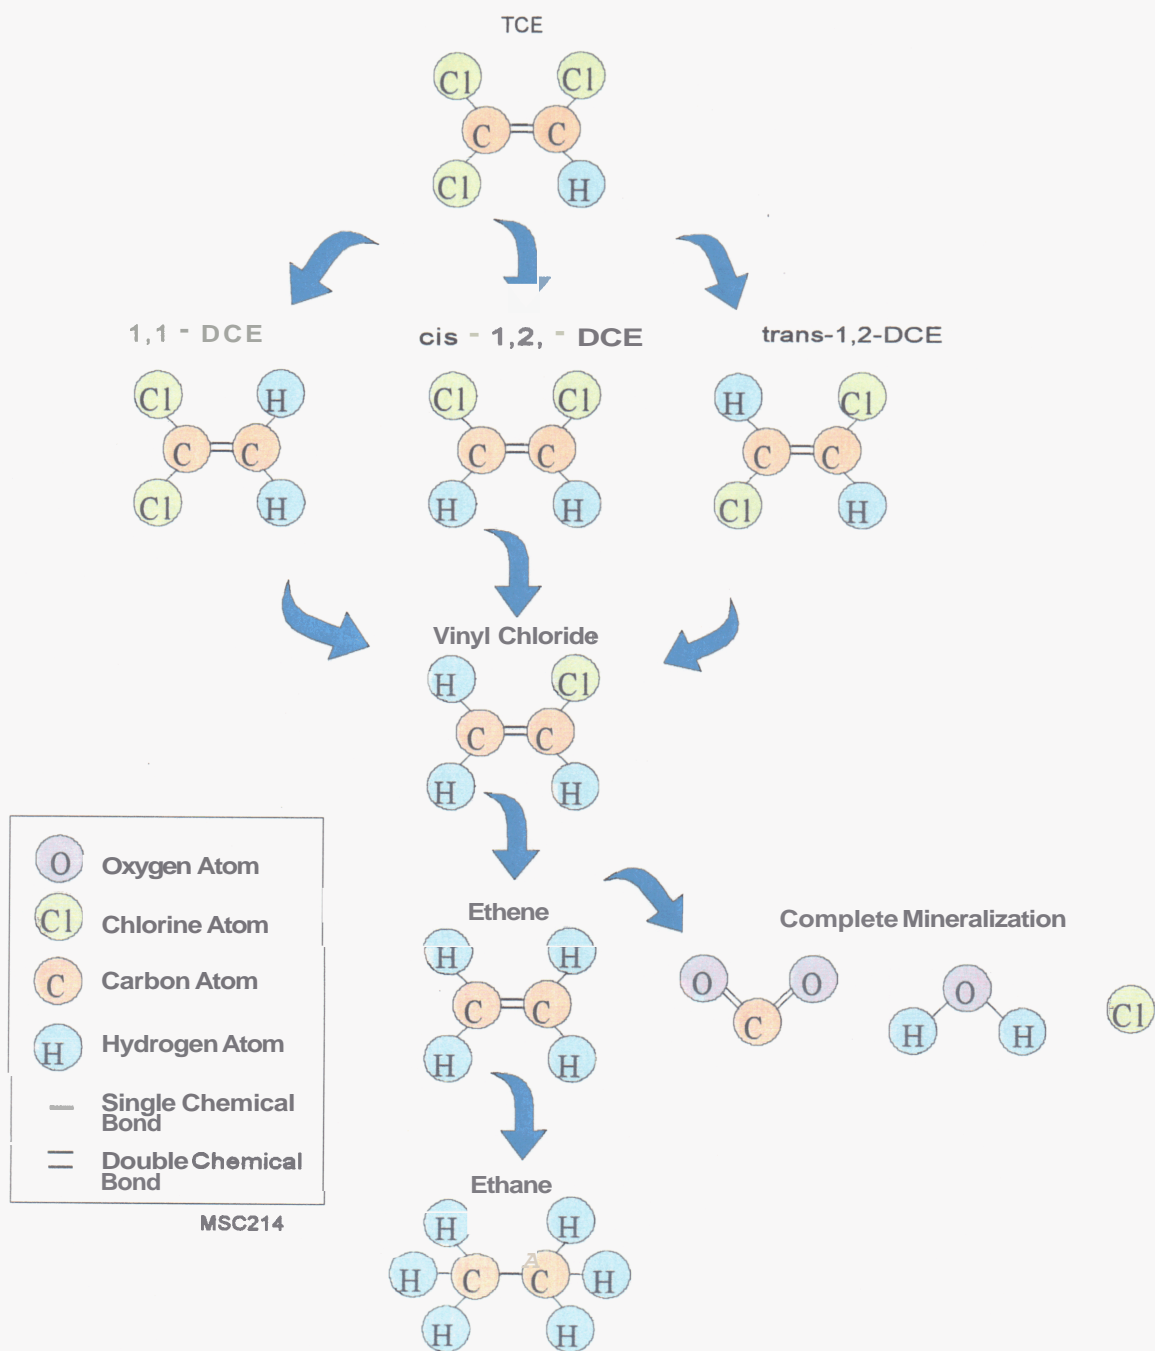 TCE
Cl Cl
C C
Cl H
1,1 - DCE cis - 1,2, - DCE trans-1,2-DCE
Cl H Cl Cl H Cl
C C C C C C
Cl H H H Cl H
Vinyl Chloride
H Cl
C C
H H
O Oxygen Atom
Cl Chlorine Atom
C Carbon Atom
H Hydrogen Atom
Single Chemical
Bond
Double Chemical
Bond
MSC214
Ethene
H H
C C
H H
Complete Mineralization
O O O
C H H Cl
Ethane
H H
A
H C C H
H H